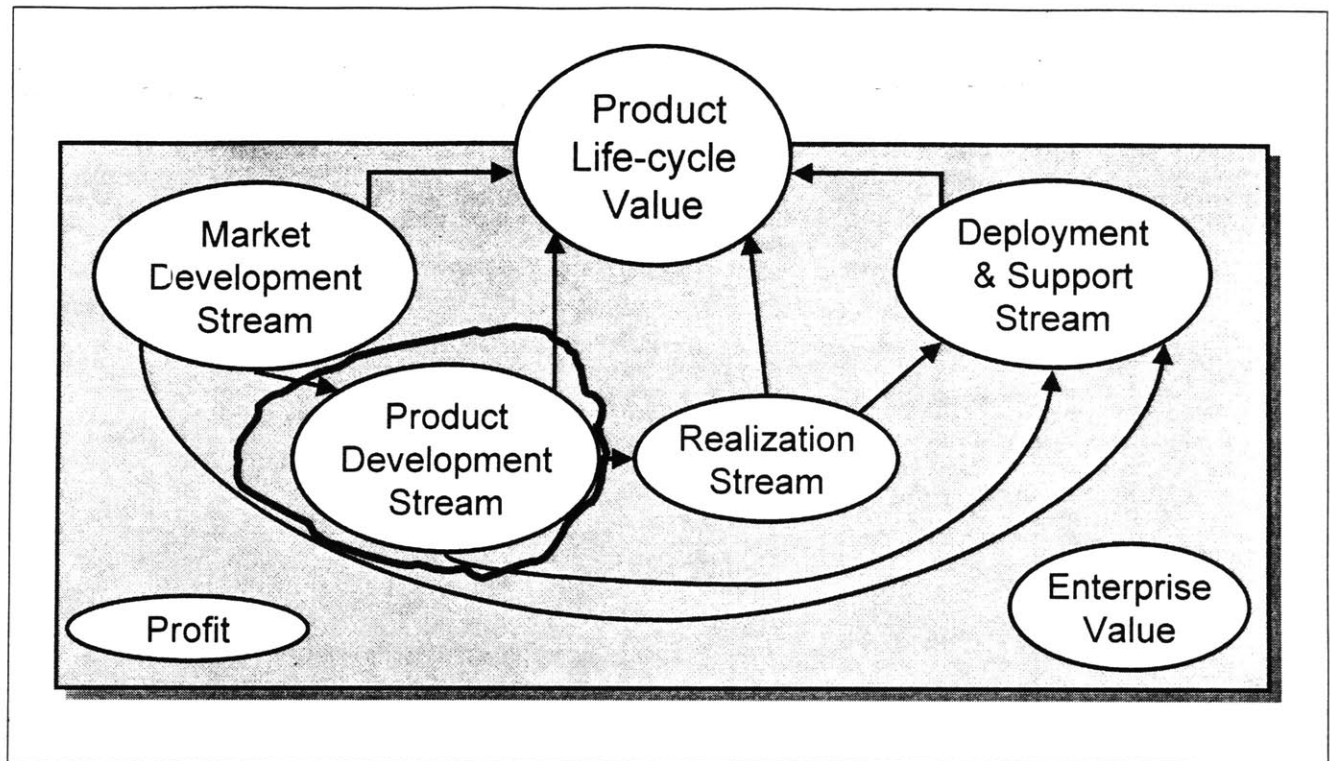 Product
Life-cycle
Value
Market
Development
Stream
Deployment
& Support
Stream
Product
Development
Stream
Realization
Stream
Profit
Enterprise
Value